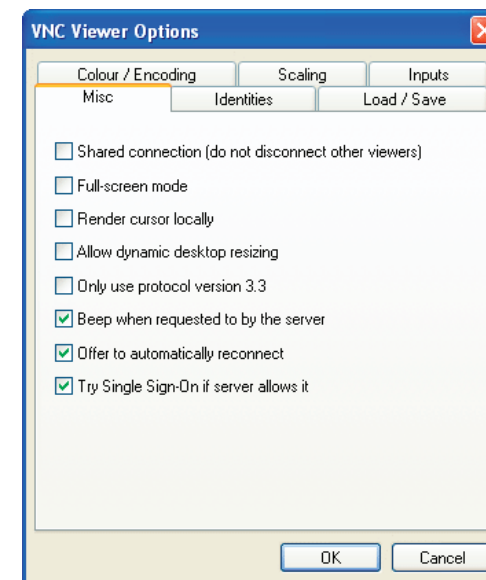 VNC Viewer Options
Colour / Encoding Scaling Inputs
Misc Identities Load / Save
Shared connection (do not disconnect other viewers)
Full-screen mode
Render cursor locally
Allow dynamic desktop resizing
Only use protocol version 3.3
Beep when requested to by the server
Offer to automatically reconnect
Try Single Sign-On if server allows it
OK Cancel